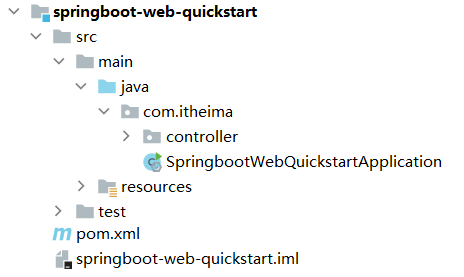 springboot-web-quickstart
src
main
java
com.itheima
controller
SpringbootWebQuickstartApplication
resources
test
pom.xml
springboot-web-quickstart.iml